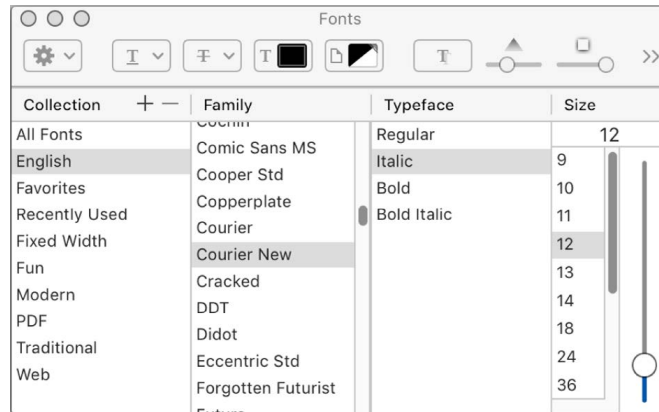 Fonts
T T T T
Collection + − Family Typeface Size
All Fonts
English
Favorites
Recently Used
Fixed Width
Fun
Modern
PDF
Traditional
Web
Cochin
Comic Sans MS
Cooper Std
Copperplate
Courier
Courier New
Cracked
DDT
Didot
Eccentric Std
Forgotten Futurist
Futura
Regular
Italic
Bold
Bold Italic
12
9
10
11
12
13
14
18
24
36